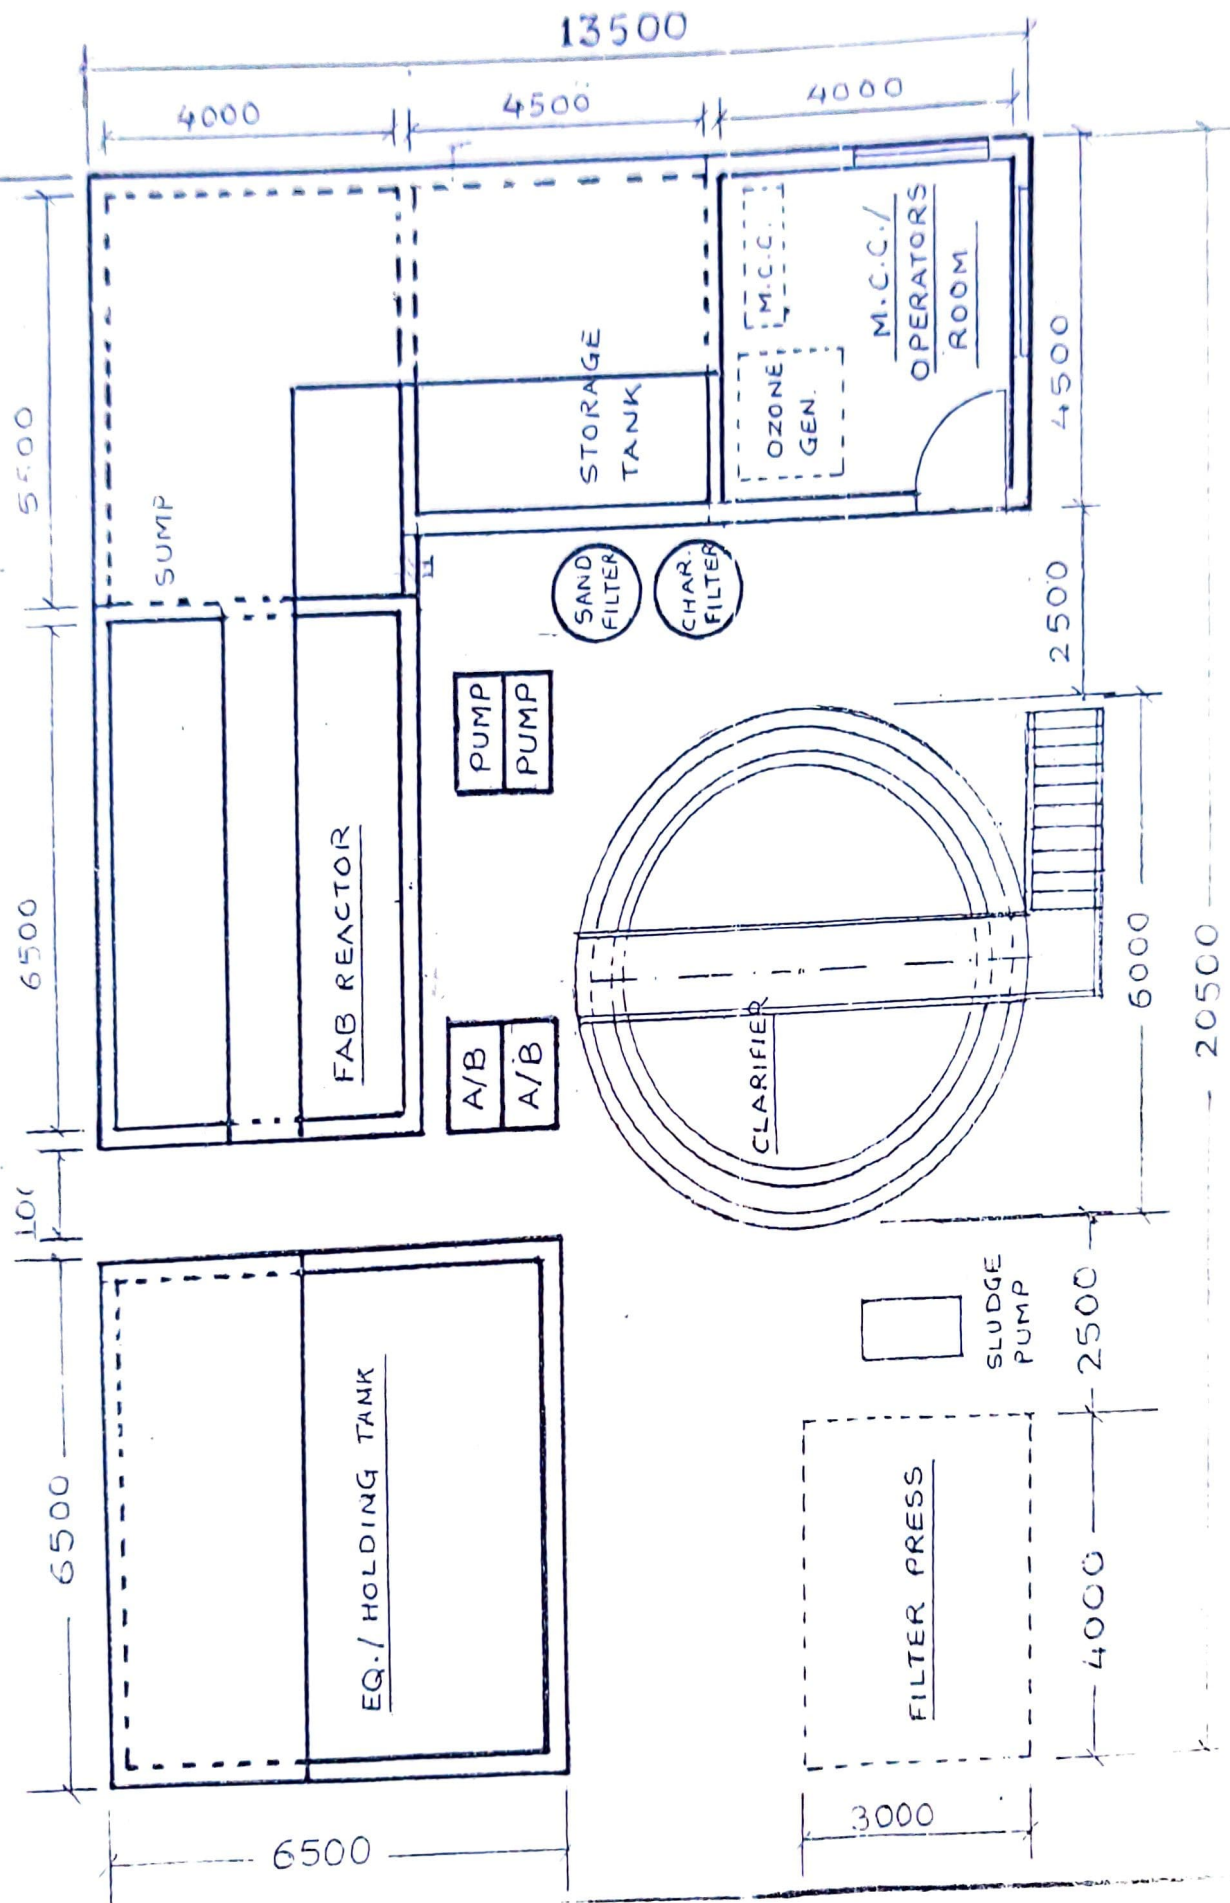 13500
4000
4500
4000
5500
SUMP
STORAGE
TANK
M.C.C.
OZONE
GEN.
M.C.C./
OPERATORS
ROOM
4500
SAND
FILTER
CHAR.
FILTER
2500
6500
FAB REACTOR
PUMP
PUMP
A/B
A/B
CLARIFIER
6000
20500
6500
EQ./HOLDING TANK
6500
SLUDGE
PUMP
2500
FILTER PRESS
4000
3000